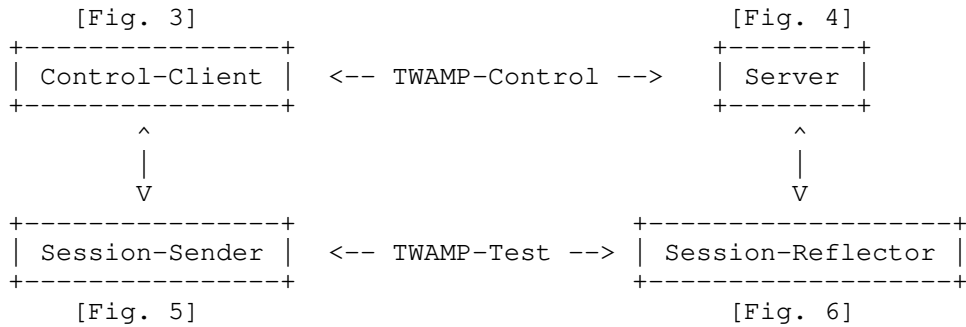 [Fig. 3] [Fig. 4]
+----------------+ +--------+
| Control-Client | <-- TWAMP-Control --> | Server |
+----------------+ +--------+
^ ^
| |
V V
+----------------+ +-------------------+
| Session-Sender | <-- TWAMP-Test --> | Session-Reflector |
+----------------+ +-------------------+
[Fig. 5] [Fig. 6]